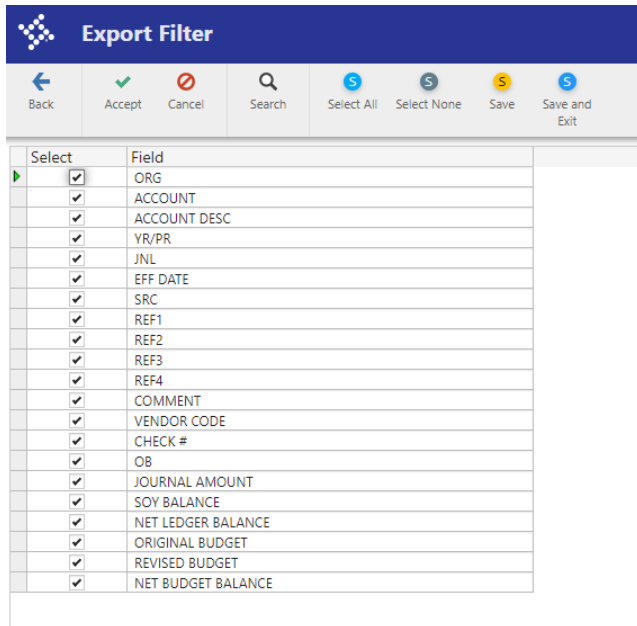 Export Filter
Back Accept Cancel Search S Select All S Select None S Save S Save and Exit
Select Field
ORG
ACCOUNT
ACCOUNT DESC
YR/PR
JNL
EFF DATE
SRC
REF1
REF2
REF3
REF4
COMMENT
VENDOR CODE
CHECK #
OB
JOURNAL AMOUNT
SOY BALANCE
NET LEDGER BALANCE
ORIGINAL BUDGET
REVISED BUDGET
NET BUDGET BALANCE